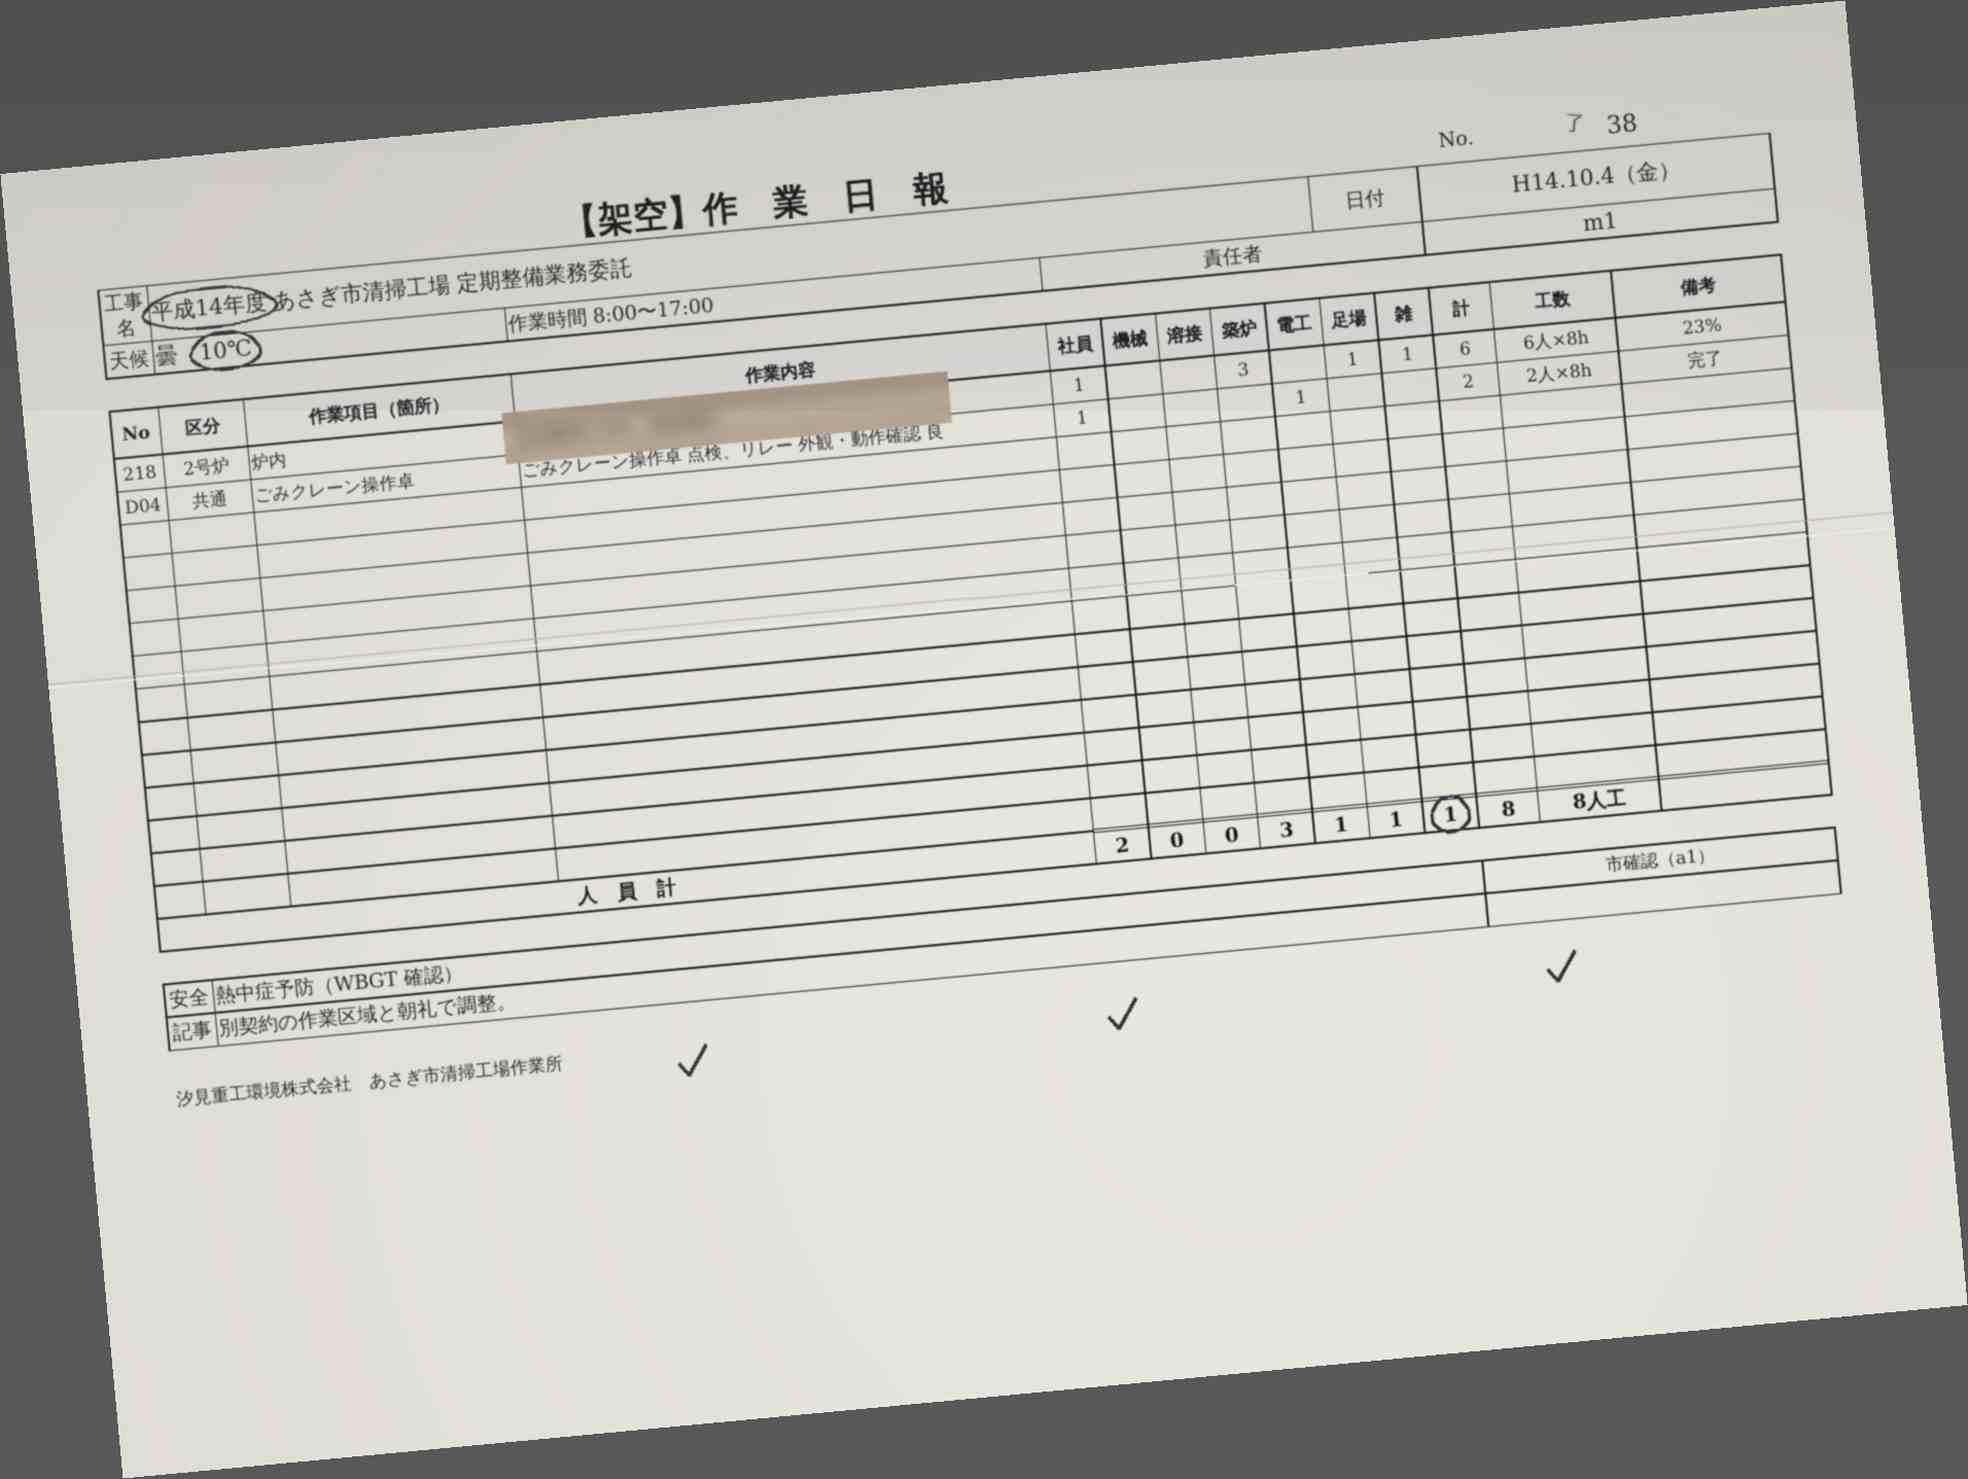 No. 了 38
【架空】作 業 日 報
工事名 平成14年度 あさぎ市清掃工場 定期整備業務委託 日付 H14.10.4（金）
天候 曇 10℃ 作業時間 8:00〜17:00 責任者 m1
No 区分 作業項目（箇所） 作業内容 社員 機械 溶接 築炉 電工 足場 雑 計 工数 備考
218 2号炉 炉内 1 3 1 1 6 6人×8h 23%
D04 共通 ごみクレーン操作卓 ごみクレーン操作卓 点検、リレー 外観・動作確認 良 1 1 2 2人×8h 完了
人 員 計 2 0 0 3 1 1 1 8 8人工
安全 熱中症予防（WBGT 確認） 市確認（a1）
記事 別契約の作業区域と朝礼で調整。
汐見重工環境株式会社 あさぎ市清掃工場作業所